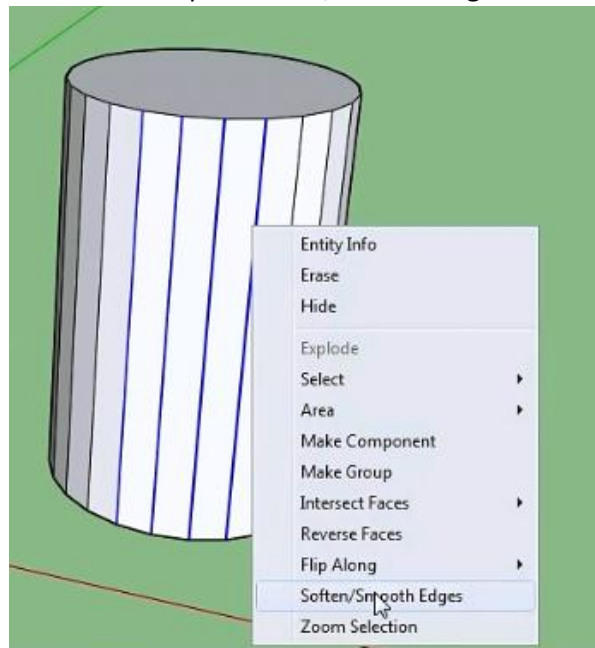 Entity Info
Erase
Hide
Explode
Select
Area
Make Component
Make Group
Intersect Faces
Reverse Faces
Flip Along
Soften/Smooth Edges
Zoom Selection